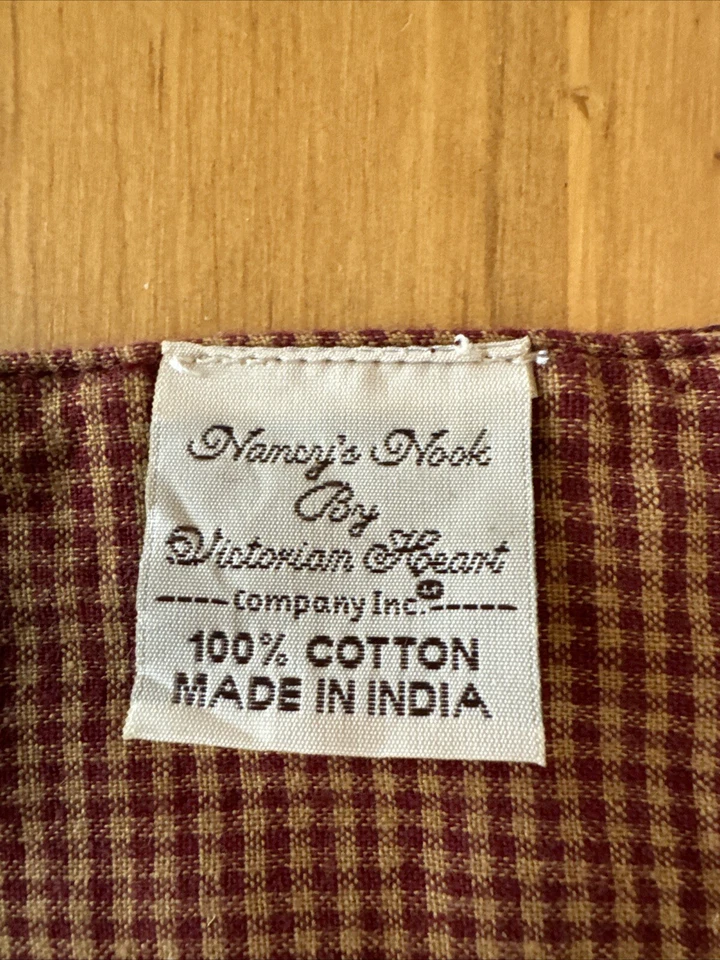 Nancy's Nook
By
Victorian Heart
----Company Inc.-----
100% COTTON
MADE IN INDIA